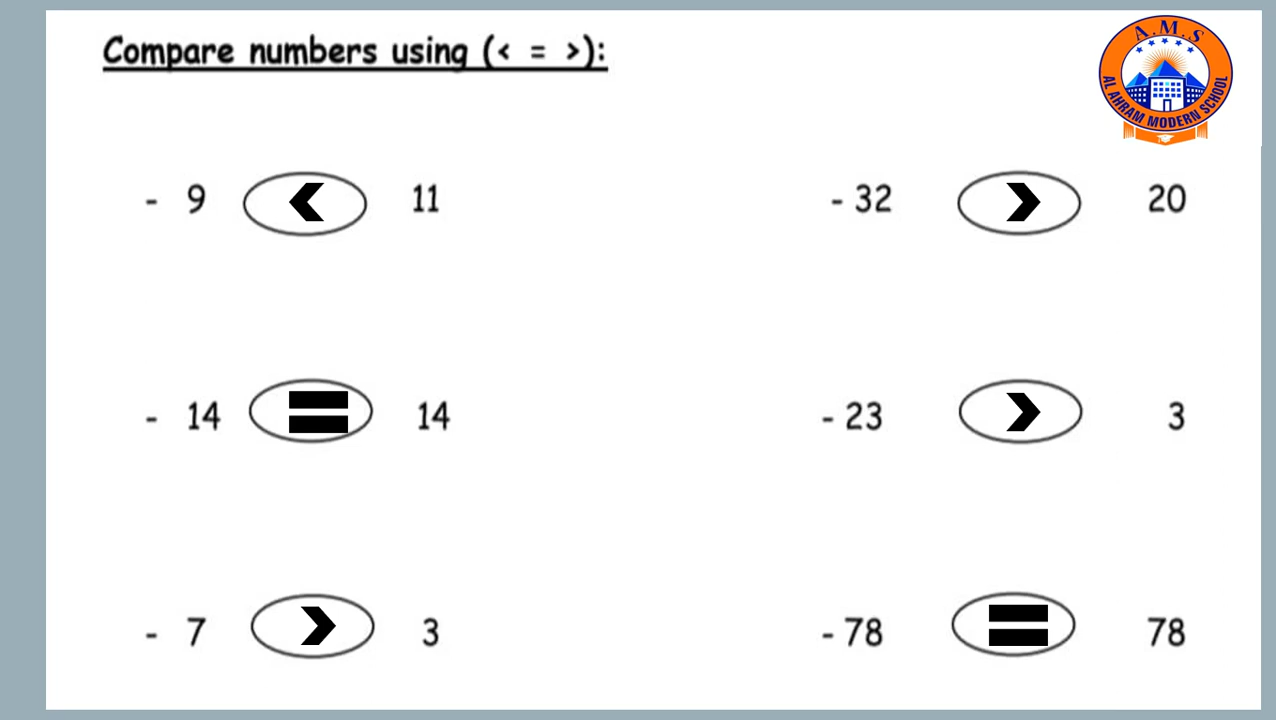 Compare numbers using (< = >):
A.M.S
AL AHRAM MODERN SCHOOL
- 9 < 11
- 32 > 20
- 14 = 14
- 23 > 3
- 7 > 3
- 78 = 78